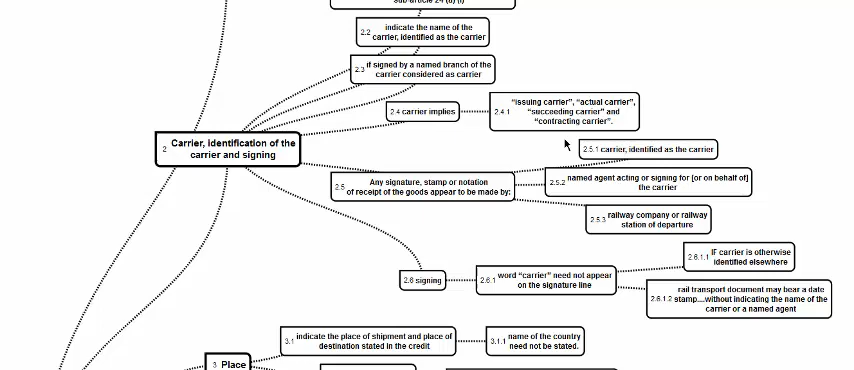 sub-article 24 (a) (i)
2.2 indicate the name of the
carrier, identified as the carrier
2.3 if signed by a named branch of the
carrier considered as carrier
2.4 carrier implies
2.4.1 “issuing carrier”, “actual carrier”,
“succeeding carrier” and
“contracting carrier”.
2 Carrier, identification of the
carrier and signing
2.5 Any signature, stamp or notation
of receipt of the goods appear to be made by:
2.5.1 carrier, identified as the carrier
2.5.2 named agent acting or signing for [or on behalf of]
the carrier
2.5.3 railway company or railway
station of departure
2.6 signing
2.6.1 word “carrier” need not appear
on the signature line
2.6.1.1 IF carrier is otherwise
identified elsewhere
2.6.1.2 rail transport document may bear a date
stamp....without indicating the name of the
carrier or a named agent
3.1 indicate the place of shipment and place of
destination stated in the credit
3.1.1 name of the country
need not be stated.
3 Place